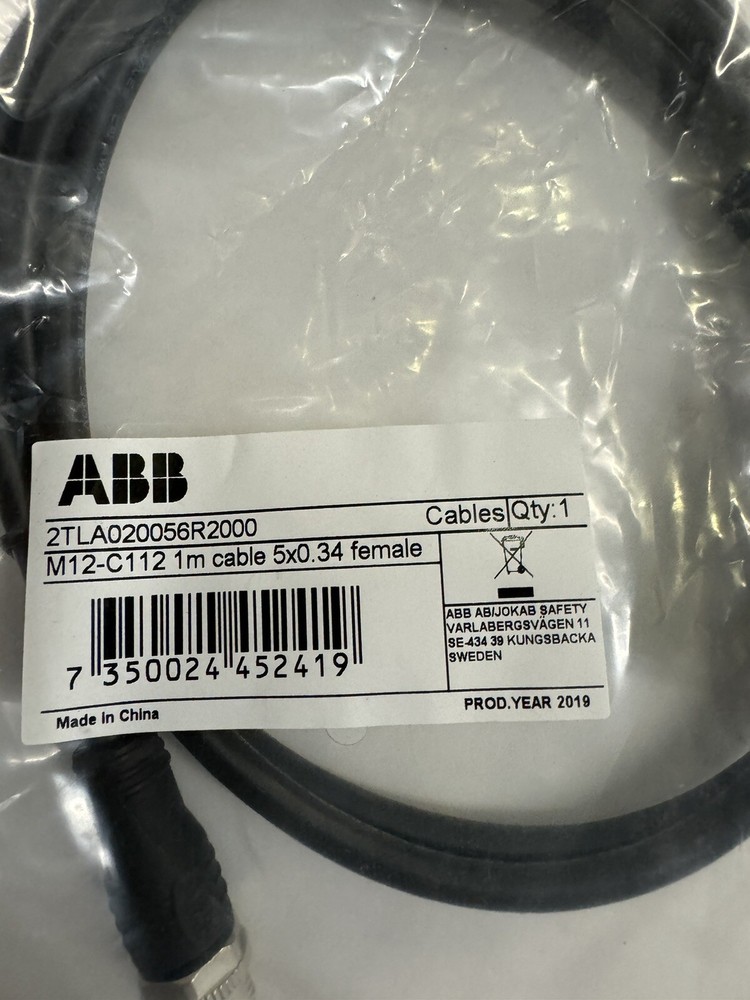 ABB
Cables Qty:1
2TLA020056R2000
M12-C112 1m cable 5x0.34 female
7 350024 452419
ABB AB/JOKAB SAFETY
VARLABERGSVÄGEN 11
SE-434 39 KUNGSBACKA
SWEDEN
Made in China
PROD.YEAR 2019